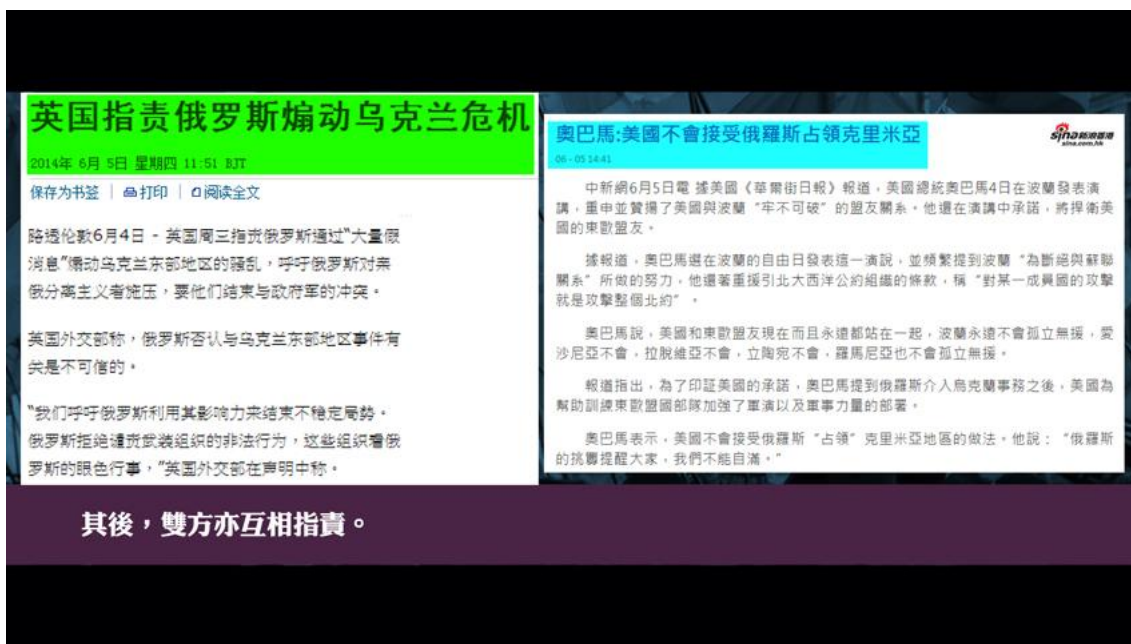 英国指责俄罗斯煽动乌克兰危机
2014年 6月 5日 星期四 11:51 BJT
保存为书签 | 打印 | 阅读全文
路透伦敦6月4日 - 英国周三指责俄罗斯通过“大量假
消息”煽动乌克兰东部地区的骚乱，呼吁俄罗斯对亲
俄分离主义者施压，要他们结束与政府军的冲突。
英国外交部称，俄罗斯否认与乌克兰东部地区事件有
关是不可信的。
“我们呼吁俄罗斯利用其影响力来结束不稳定局势。
俄罗斯拒绝谴责武装组织的非法行为，这些组织看俄
罗斯的眼色行事，”英国外交部在声明中称。
奧巴馬:美國不會接受俄羅斯占領克里米亞
06-05 14:41
sina新浪香港
sina.com.hk
中新網6月5日電 據美國《華爾街日報》報道，美國總統奧巴馬4日在波蘭發表演
講，重申並贊揚了美國與波蘭“牢不可破”的盟友關系。他還在演講中承諾，將捍衛美
國的東歐盟友。
據報道，奧巴馬選在波蘭的自由日發表這一演說，並頻繁提到波蘭“為斷絕與蘇聯
關系”所做的努力，他還著重援引北大西洋公約組織的條款，稱“對某一成員國的攻擊
就是攻擊整個北約”。
奧巴馬說，美國和東歐盟友現在而且永遠都站在一起，波蘭永遠不會孤立無援，愛
沙尼亞不會，拉脫維亞不會，立陶宛不會，羅馬尼亞也不會孤立無援。
報道指出，為了印証美國的承諾，奧巴馬提到俄羅斯介入烏克蘭事務之後，美國為
幫助訓練東歐盟國部隊加強了軍演以及軍事力量的部署。
奧巴馬表示，美國不會接受俄羅斯“占領”克里米亞地區的做法。他說：“俄羅斯
的挑釁提醒大家，我們不能自滿。”
其後，雙方亦互相指責。